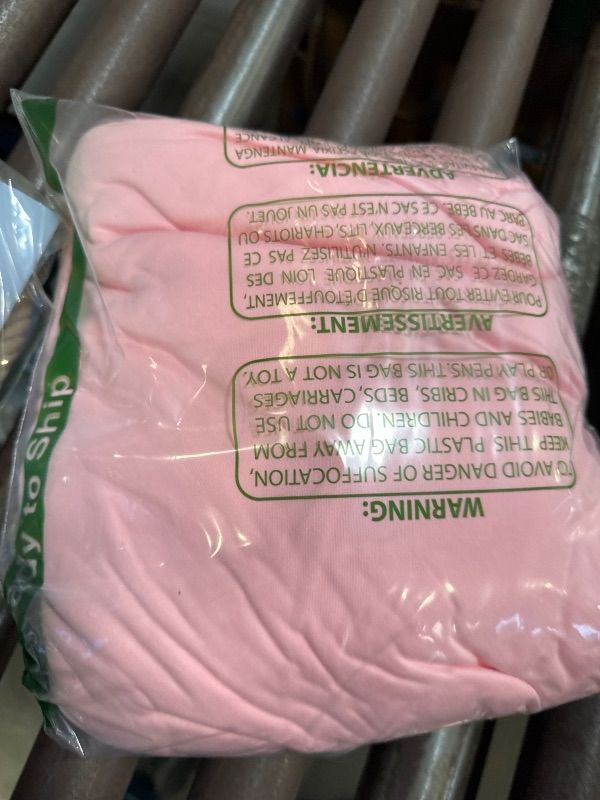 WARNING:
TO AVOID DANGER OF SUFFOCATION,
KEEP THIS PLASTIC BAG AWAY FROM
BABIES AND CHILDREN. DO NOT USE
THIS BAG IN CRIBS, BEDS, CARRIAGES
OR PLAY PENS.THIS BAG IS NOT A TOY.
AVERTISSEMENT:
POUR ÉVITER TOUT RISQUE D'ÉTOUFFEMENT,
GARDEZ CE SAC EN PLASTIQUE LOIN DES
BÉBÉS ET LES ENFANTS. N'UTILISEZ PAS CE
SAC DANS LES BERCEAUX, LITS, CHARIOTS OU
PARC AU BÉBÉ. CE SAC N'EST PAS UN JOUET.
ADVERTENCIA:
MANTENGA
to Ship